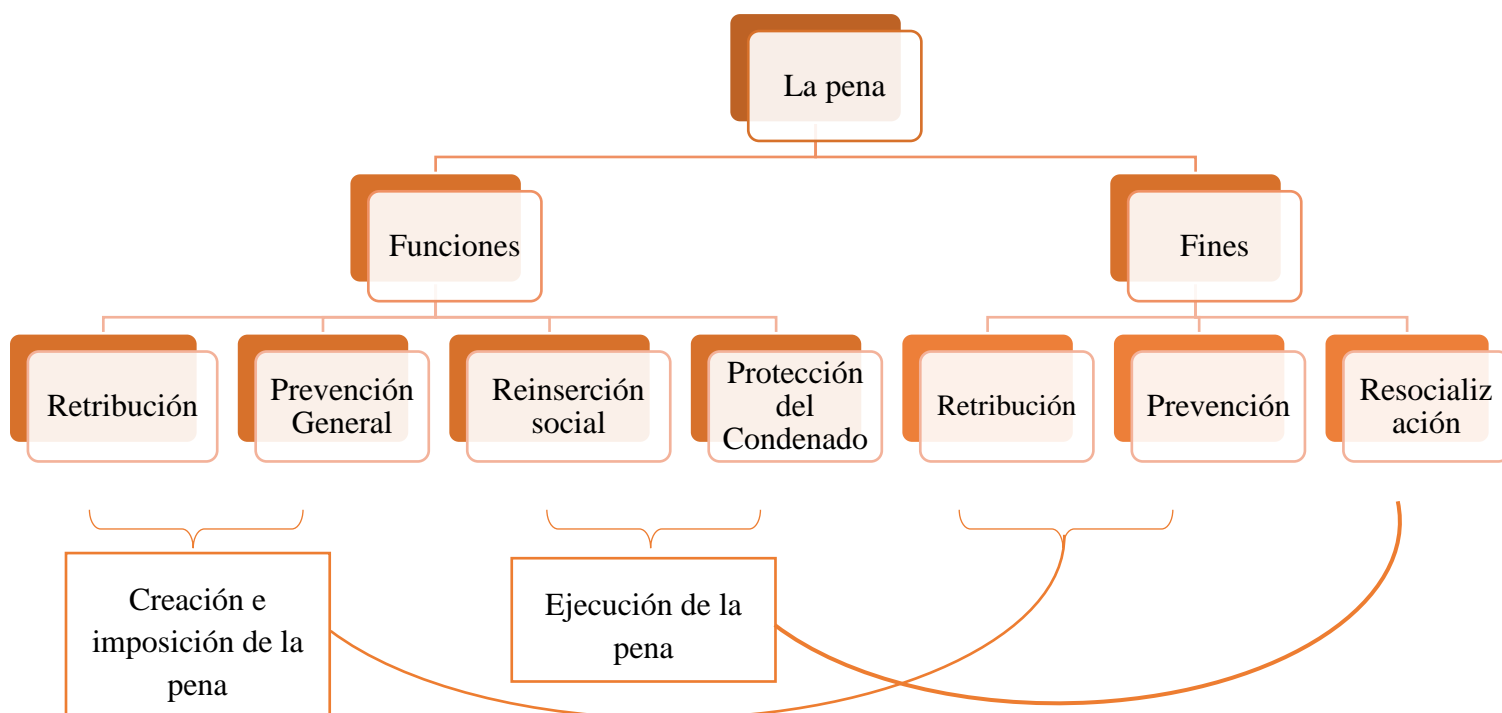 La pena
Funciones
Fines
Retribución
Prevención
General
Reinserción
social
Protección
del
Condenado
Retribución
Prevención
Resocializ
ación
Creación e
imposición de la
pena
Ejecución de la
pena